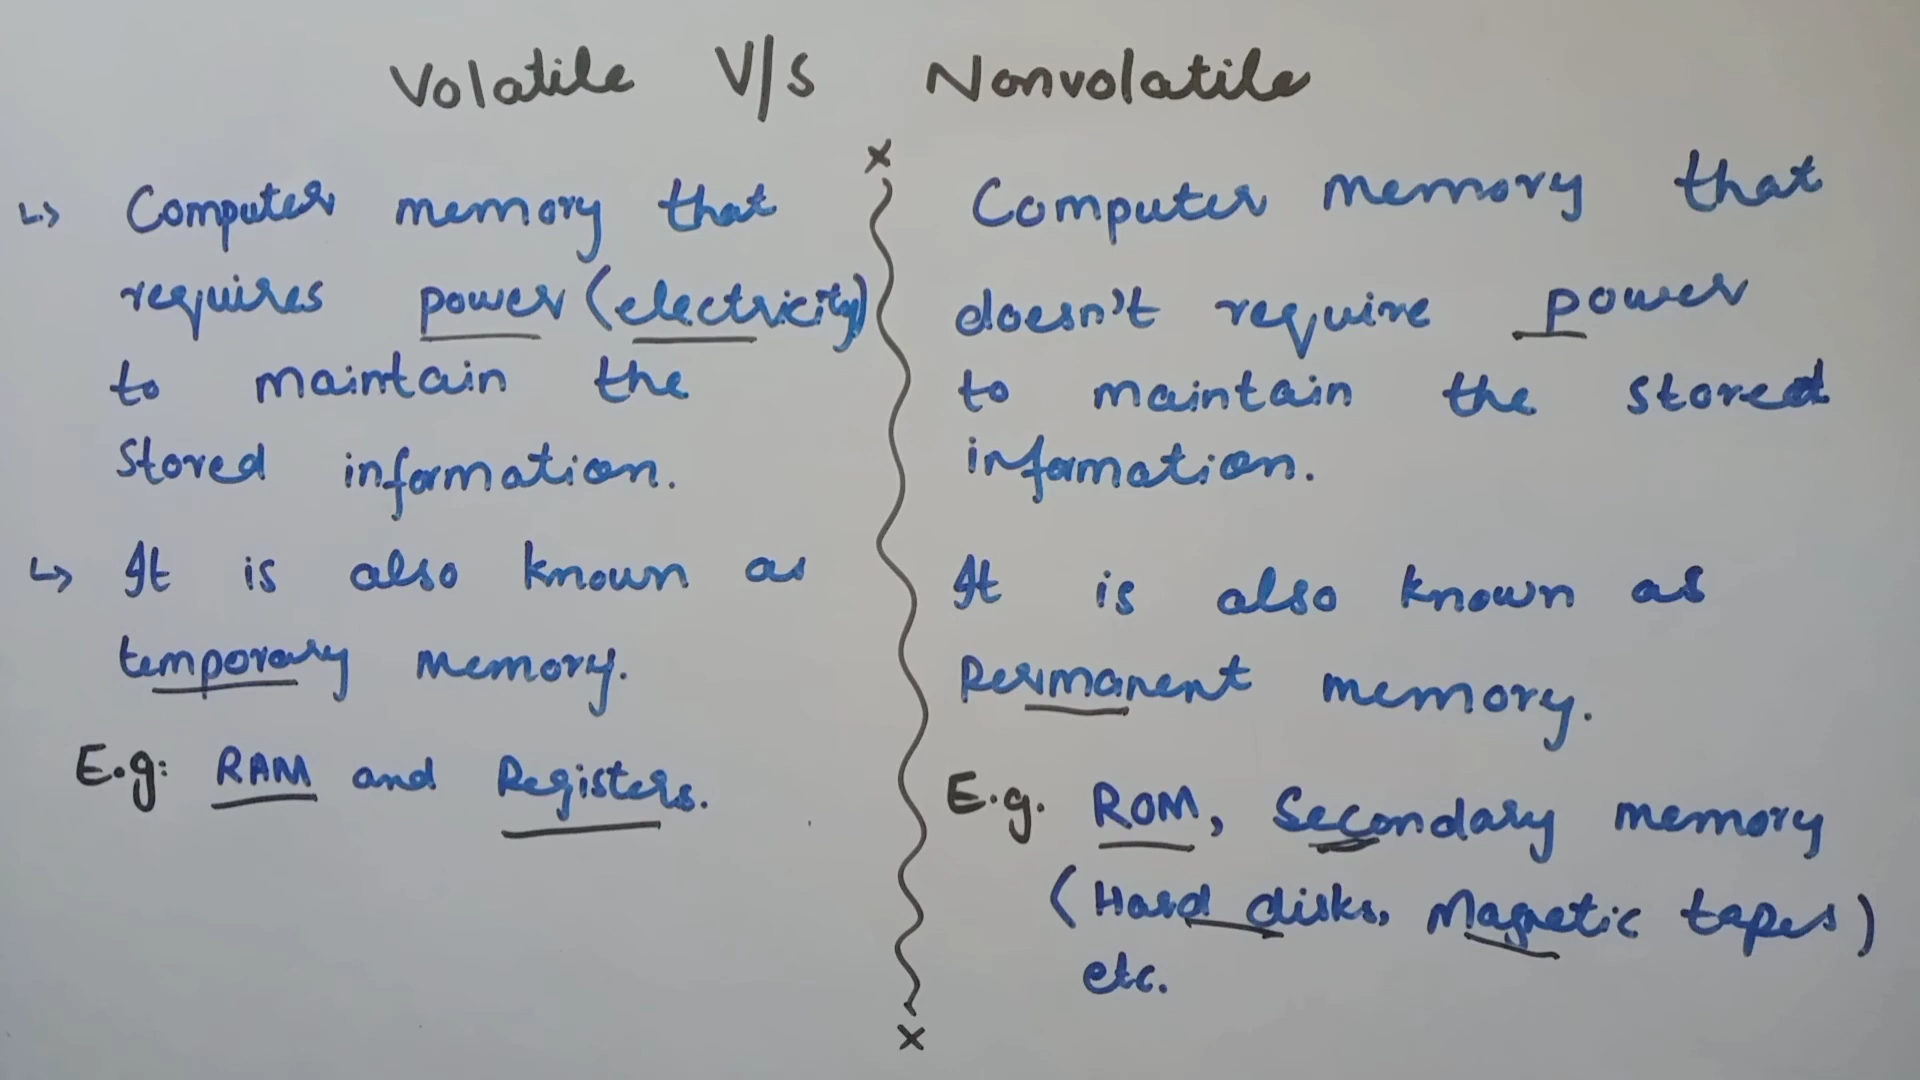 Volatile V/s Nonvolatile
↳ Computer memory that
requires power (electricity)
to maintain the
stored information.
↳ It is also known as
temporary memory.
E.g: RAM and Registers.
Computer memory that
doesn't require power
to maintain the stored
information.
It is also known as
Permanent memory.
E.g. ROM, Secondary memory
(Hard disks, Magnetic tapes)
etc.